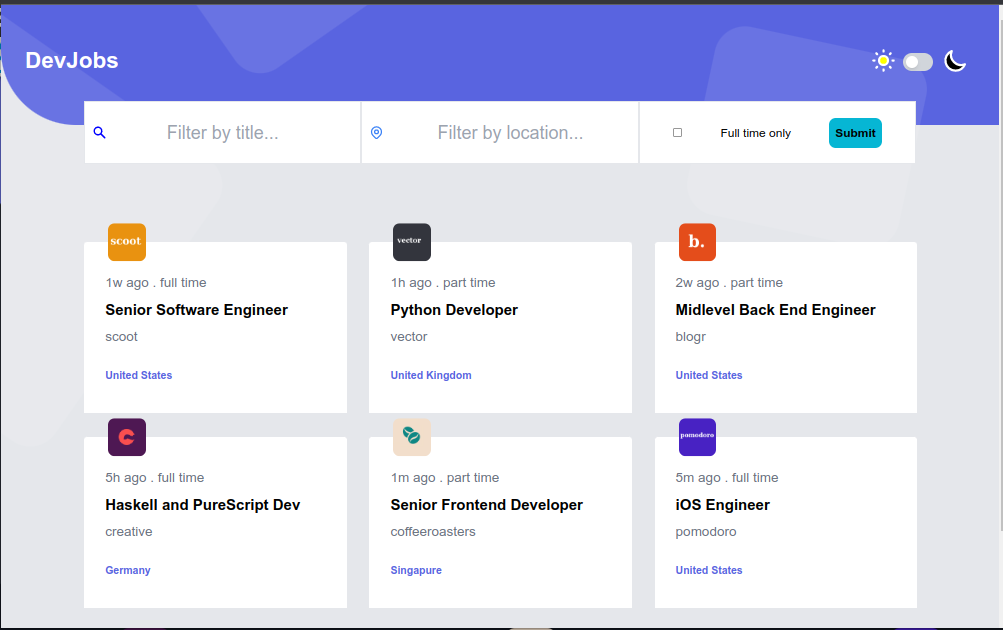 DevJobs
Filter by title...
Filter by location...
Full time only
Submit
scoot
1w ago . full time
Senior Software Engineer
scoot
United States
vector
1h ago . part time
Python Developer
vector
United Kingdom
b.
2w ago . part time
Midlevel Back End Engineer
blogr
United States
5h ago . full time
Haskell and PureScript Dev
creative
Germany
1m ago . part time
Senior Frontend Developer
coffeeroasters
Singapure
pomodoro
5m ago . full time
iOS Engineer
pomodoro
United States